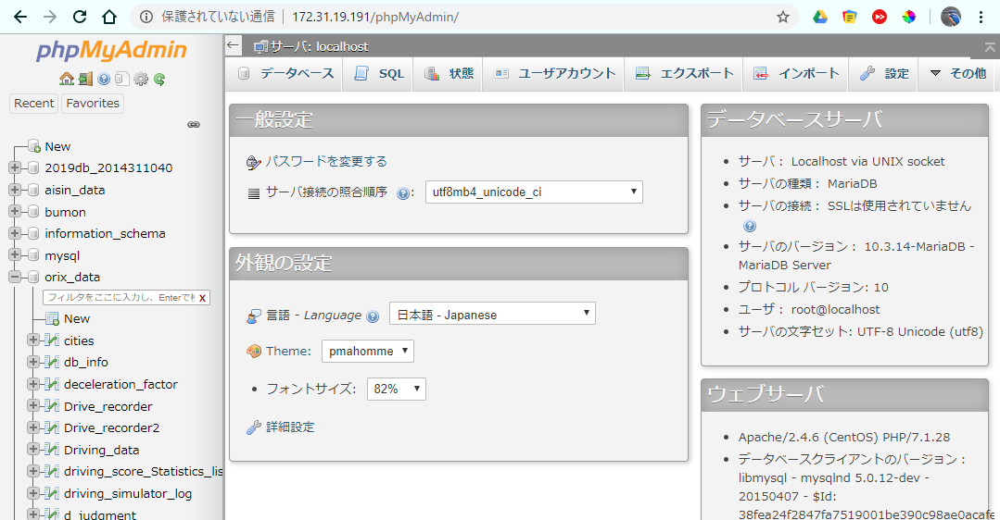 保護されていない通信 | 172.31.19.191/phpMyAdmin/
phpMyAdmin
Recent Favorites
New
2019db_2014311040
aisin_data
bumon
information_schema
mysql
orix_data
フィルタをここに入力し、Enterで X
New
cities
db_info
deceleration_factor
Drive_recorder
Drive_recorder2
Driving_data
driving_score_Statistics_lis
driving_simulator_log
d_judgment
サーバ: localhost
データベース SQL 状態 ユーザアカウント エクスポート インポート 設定 その他
一般設定
パスワードを変更する
サーバ接続の照合順序 : utf8mb4_unicode_ci
外観の設定
言語 - Language 日本語 - Japanese
Theme: pmahomme
フォントサイズ: 82%
詳細設定
データベースサーバ
サーバ： Localhost via UNIX socket
サーバの種類： MariaDB
サーバの接続： SSLは使用されていません
サーバのバージョン： 10.3.14-MariaDB -
MariaDB Server
プロトコル バージョン: 10
ユーザ： root@localhost
サーバの文字セット: UTF-8 Unicode (utf8)
ウェブサーバ
Apache/2.4.6 (CentOS) PHP/7.1.28
データベースクライアントのバージョン：
libmysql - mysqlnd 5.0.12-dev -
20150407 - $Id:
38fea24f2847fa7519001be390c98ae0acafe